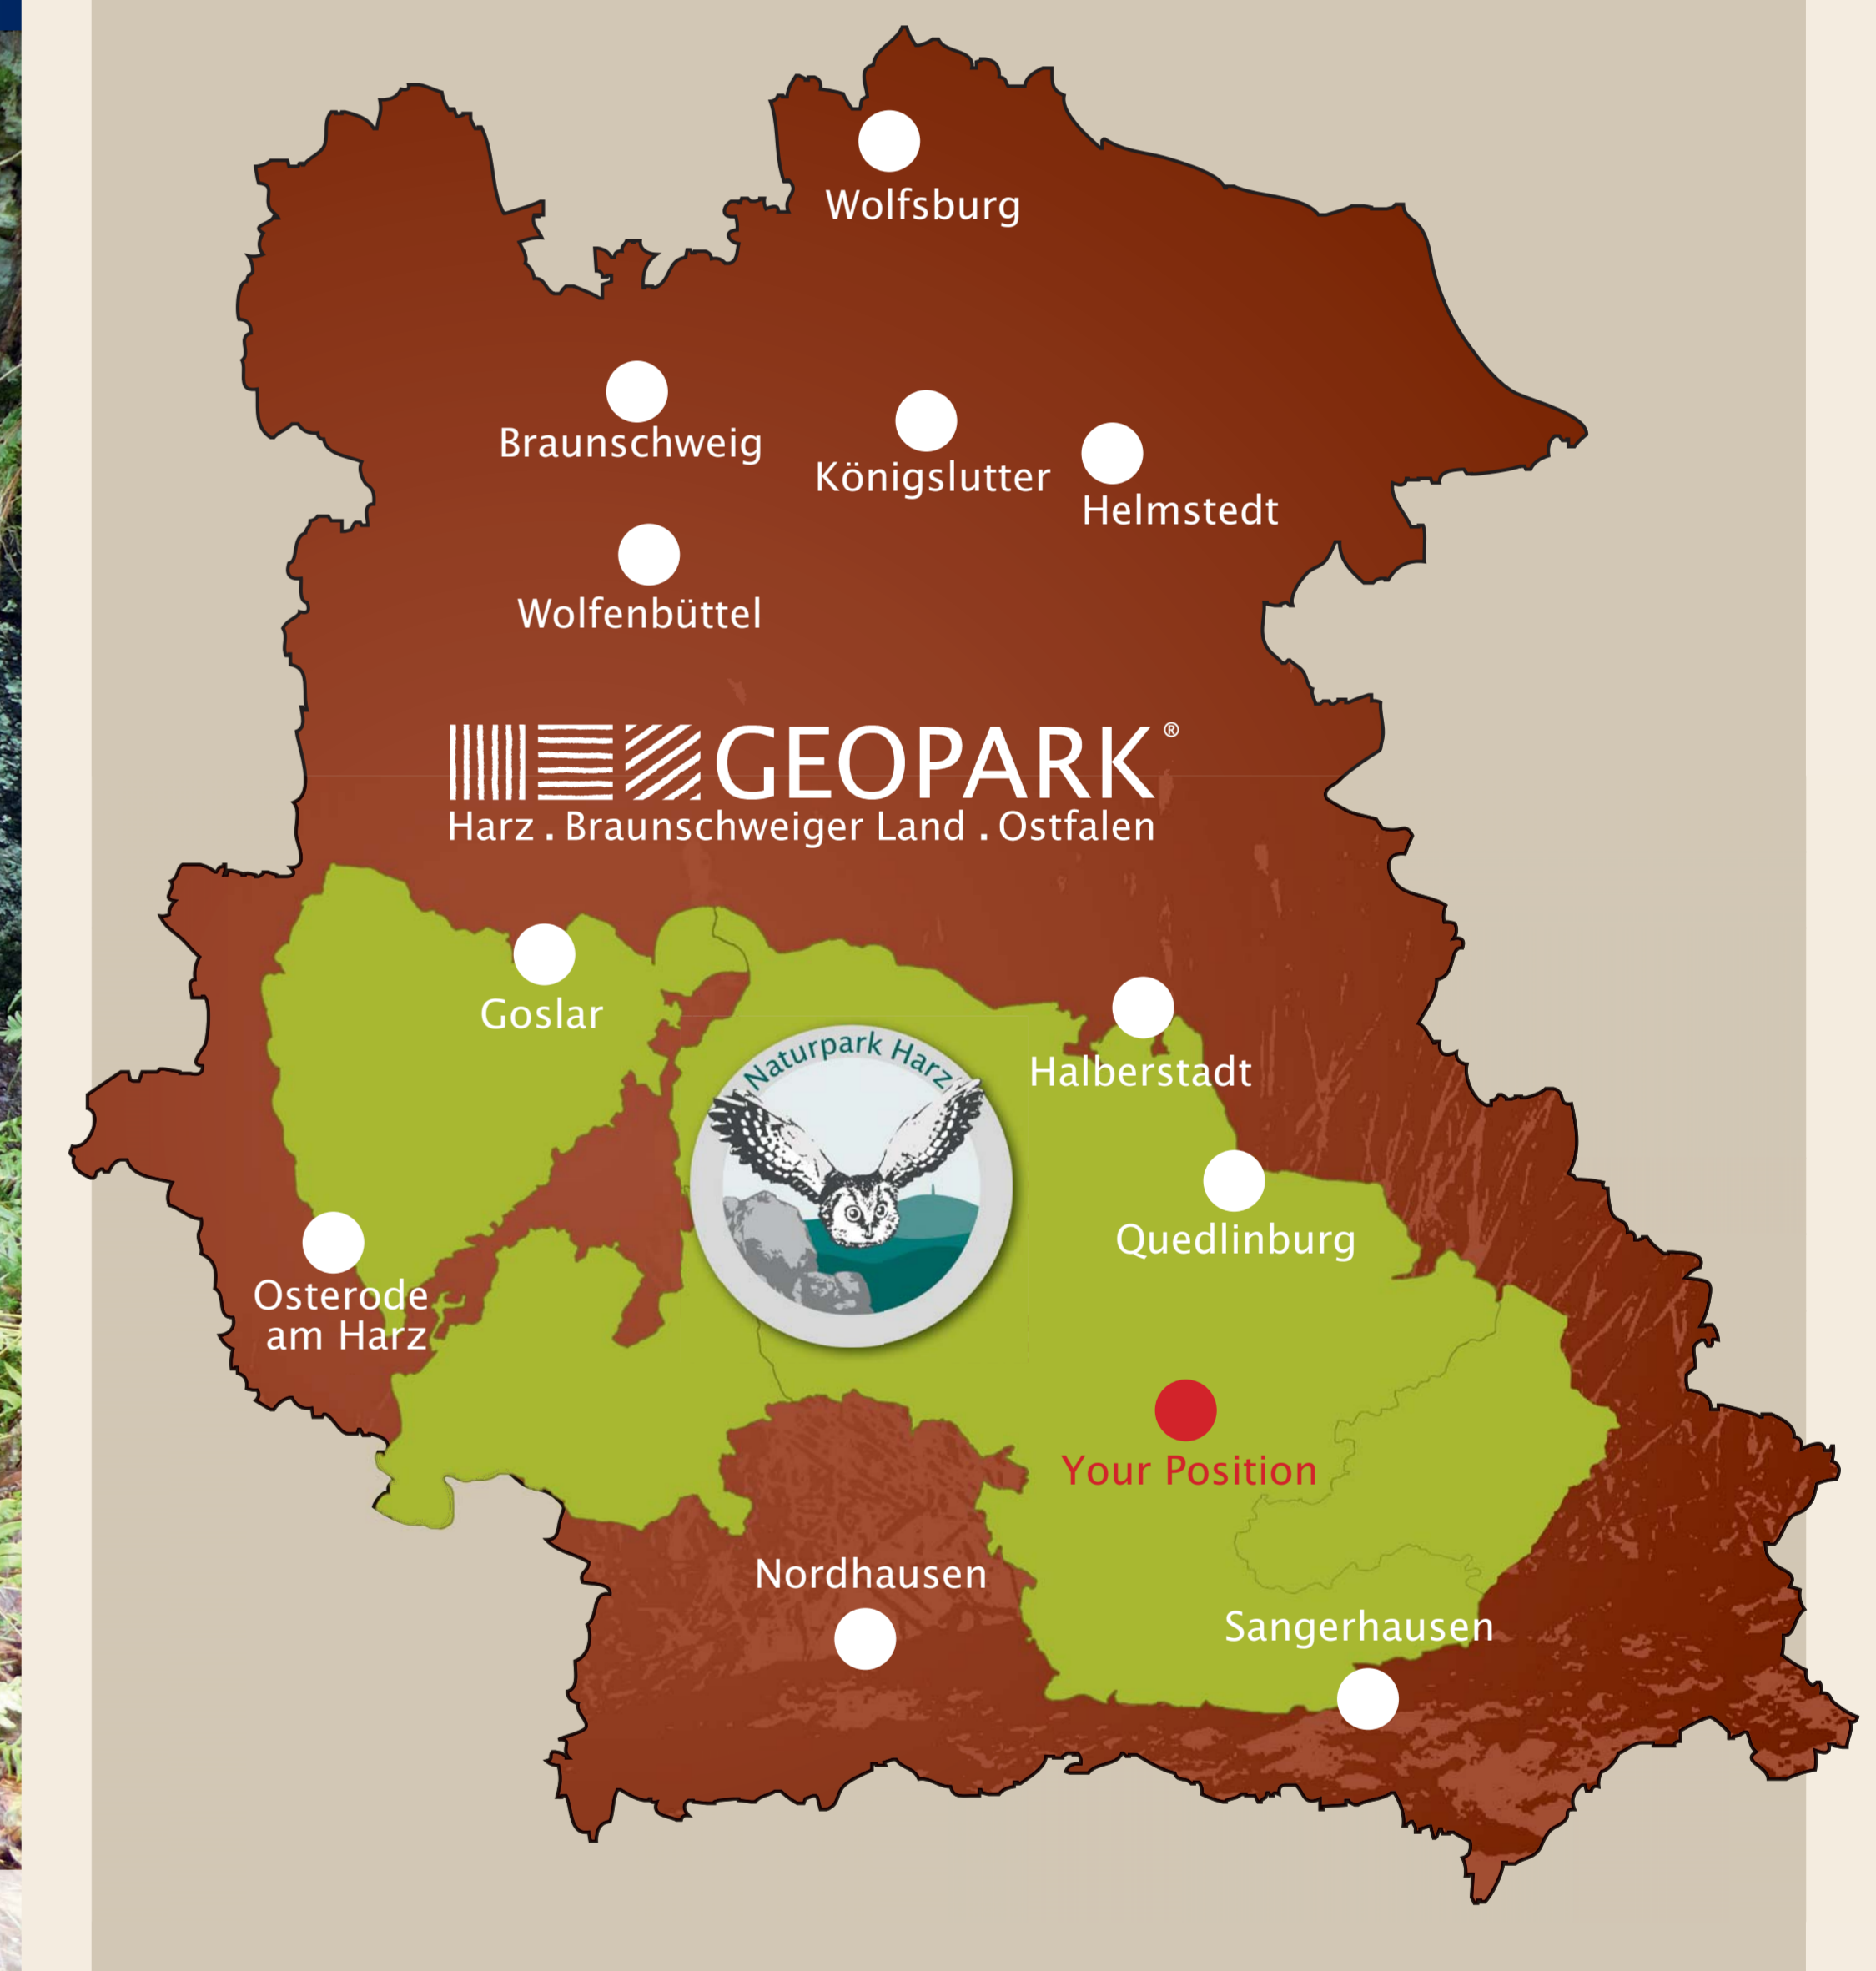 Wolfsburg
Braunschweig
Königslutter
Helmstedt
Wolfenbüttel
GEOPARK®
Harz . Braunschweiger Land . Ostfalen
Goslar
Naturpark Harz
Halberstadt
Quedlinburg
Osterode
am Harz
Your Position
Nordhausen
Sangerhausen